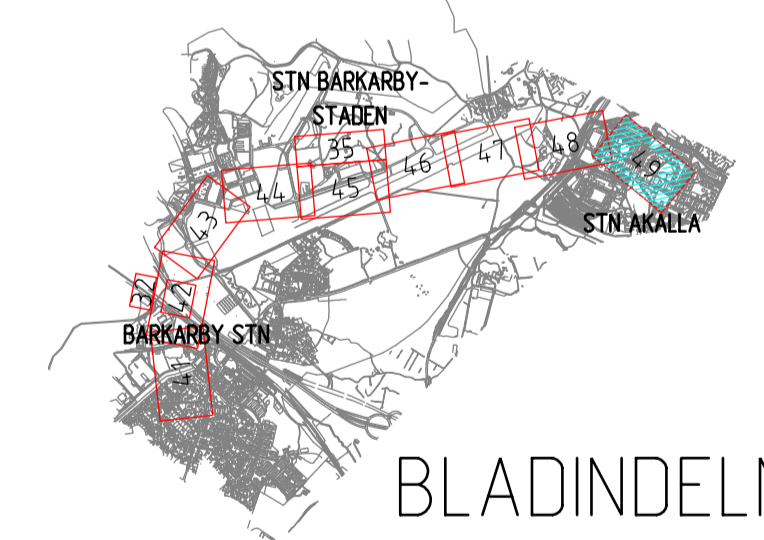 STN BARKARBY-
STADEN
35
48
47
46
49
45
44
STN AKALLA
43
32
42
BARKARBY STN
41
BLADINDELN